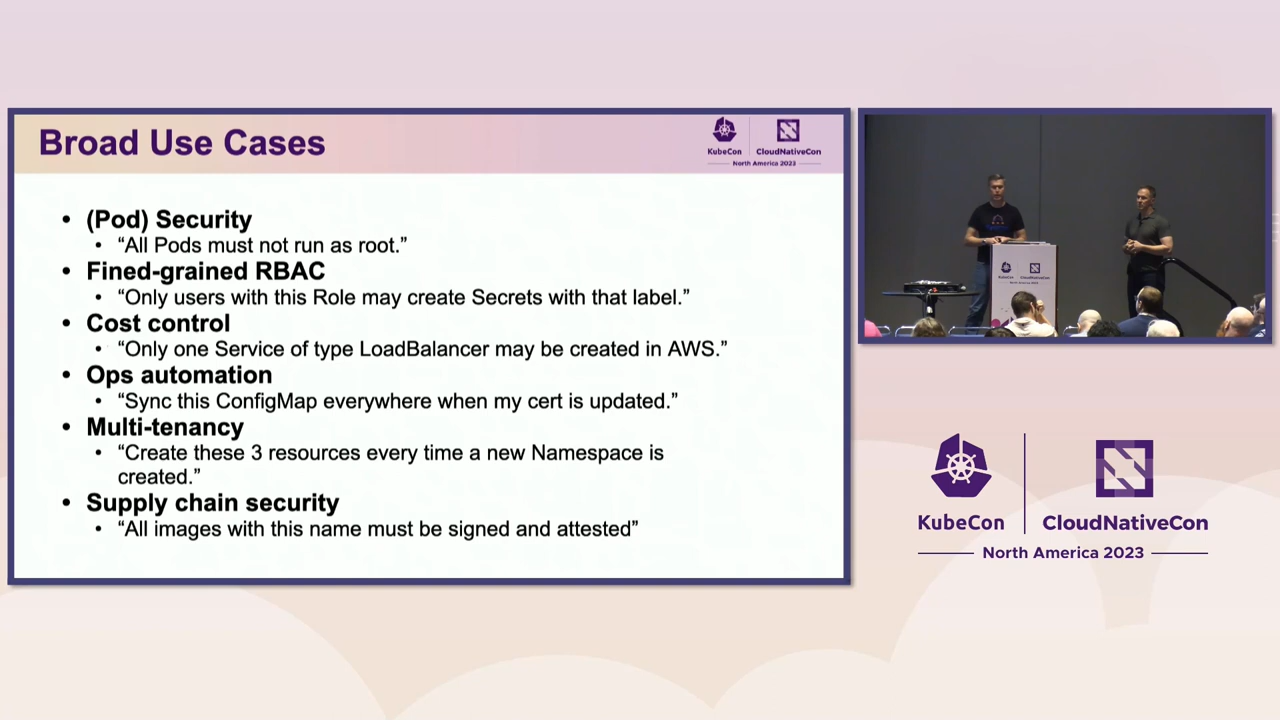 Broad Use Cases
KubeCon
CloudNativeCon
North America 2023
• (Pod) Security
• “All Pods must not run as root.”
• Fined-grained RBAC
• “Only users with this Role may create Secrets with that label.”
• Cost control
• “Only one Service of type LoadBalancer may be created in AWS.”
• Ops automation
• “Sync this ConfigMap everywhere when my cert is updated.”
• Multi-tenancy
• “Create these 3 resources every time a new Namespace is
created.”
• Supply chain security
• “All images with this name must be signed and attested”
KubeCon
CloudNativeCon
KubeCon
CloudNativeCon
North America 2023